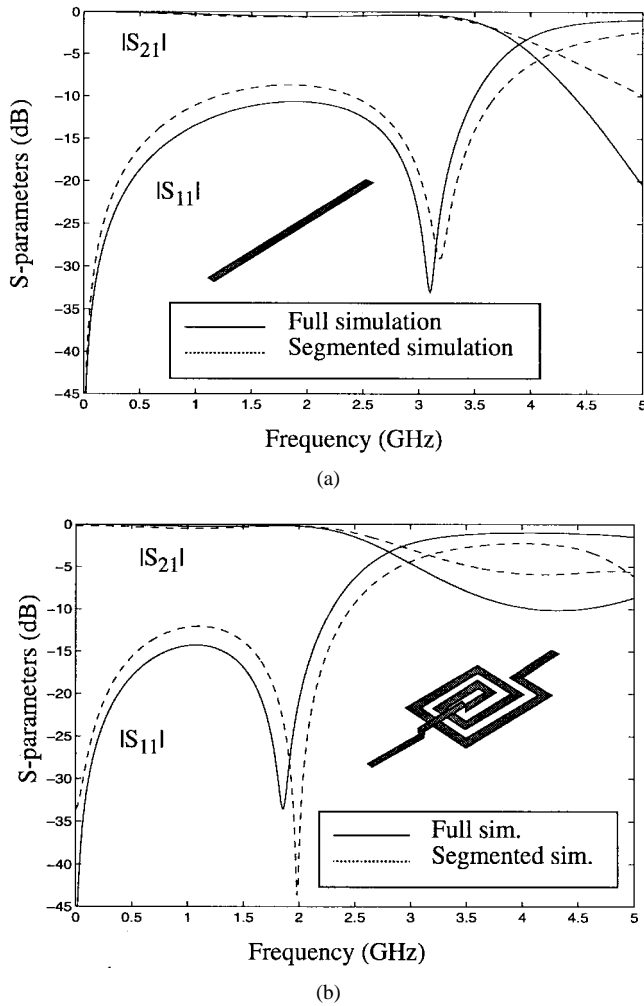 0
|S21|
-5
-10
-15
|S11|
-20
-25
-30
Full simulation
-35
Segmented simulation
-40
-45
0 0.5 1 1.5 2 2.5 3 3.5 4 4.5 5
S-parameters (dB)
Frequency (GHz)
(a)
0
|S21|
-5
-10
-15
-20
|S11|
-25
-30
Full sim.
-35
Segmented sim.
-40
-45
0 0.5 1 1.5 2 2.5 3 3.5 4 4.5 5
S-parameters (dB)
Frequency (GHz)
(b)